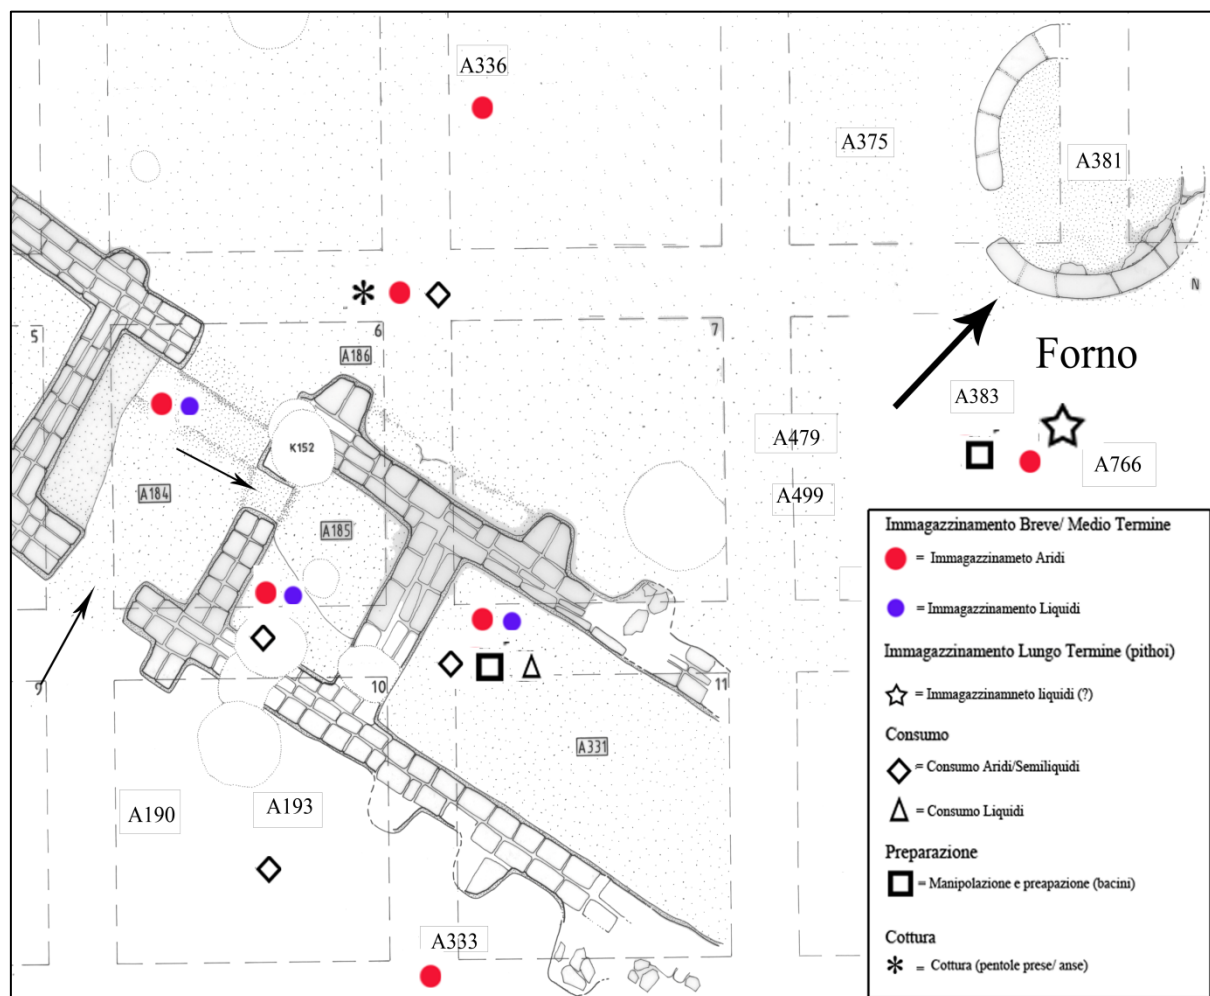 A336
A375
A381
N
5
6
7
A186
Forno
A383
K152
A479
A766
A184
A499
A185
Immagazzinamento Breve/ Medio Termine
= Immagazzinameto Aridi
= Immagazzinamento Liquidi
Immagazzinamento Lungo Termine (pithoi)
= Immagazzinamneto liquidi (?)
Consumo
= Consumo Aridi/Semiliquidi
= Consumo Liquidi
Preparazione
= Manipolazione e preapazione (bacini)
Cottura
= Cottura (pentole prese/ anse)
9
10
11
A331
A190
A193
A333